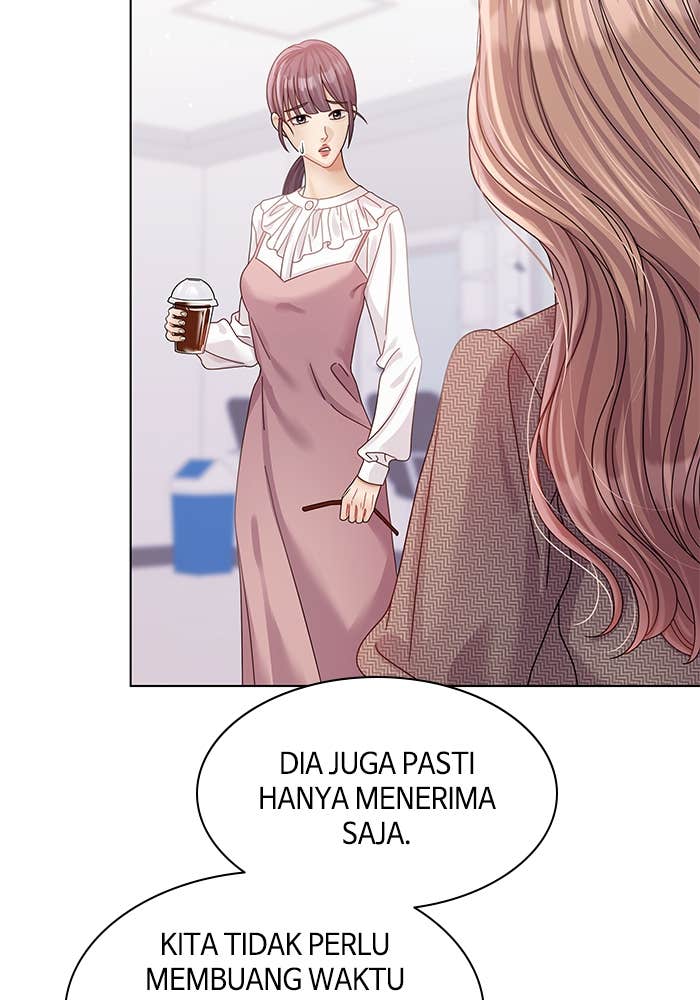 DIA JUGA PASTI
HANYA MENERIMA
SAJA.
KITA TIDAK PERLU
MEMBUANG WAKTU